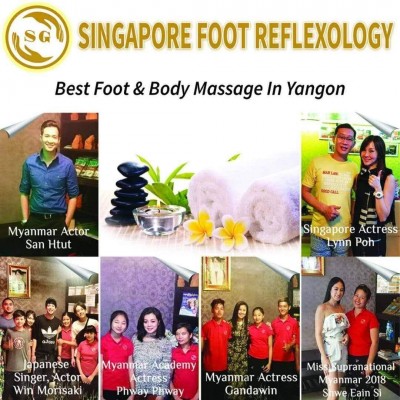 SG
SINGAPORE FOOT REFLEXOLOGY
Best Foot & Body Massage In Yangon
Myanmar Actor
San Htut
Singapore Actress
Lynn Poh
Japanese
Singer, Actor
Win Morisaki
Myanmar Academy
Actress
Phway Phway
Myanmar Actress
Gandawin
Miss Supranational
Myanmar 2018
Shwe Eain Si